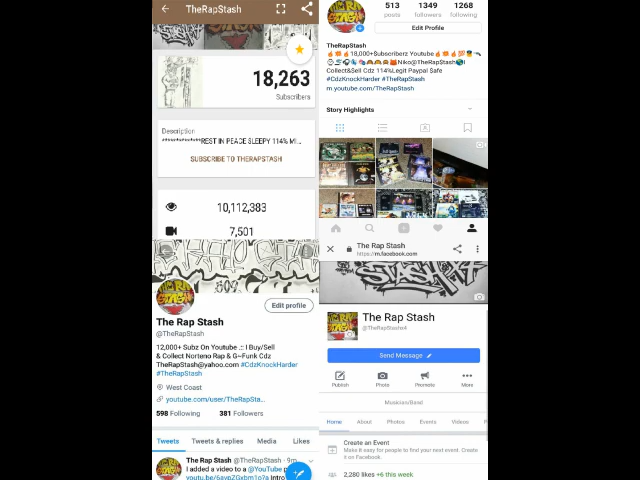 TheRapStash
18,263
Subscribers
Description
REST IN PEACE SLEEPY 114% MI...
SUBSCRIBE TO THERAPSTASH
10,112,383
7,501
Edit profile
The Rap Stash
@TheRapStash
12,000+ Subz On Youtube .:: I Buy/Sell
& Collect Norteno Rap & G~Funk Cdz
TheRapStash@yahoo.com #CdzKnockHarder
#TheRapStash
West Coast
youtube.com/user/TheRapSta...
598 Following 381 Followers
Tweets Tweets & replies Media Likes
The Rap Stash @TheRapStash · 9m
I added a video to a @YouTube
513 1349 1268
posts followers following
Edit Profile
TheRapStash
18,000+Subscriberz Youtube
Niko@TheRapStash
Collect&Sell Cdz 114%Legit Paypal $afe
#CdzKnockHarder #TheRapStash
m.youtube.com/TheRapStash
Story Highlights
The Rap Stash
https://m.facebook.com
The Rap Stash
@TheRapStashx4
Send Message
Publish Photo Promote More
Musician/Band
Home About Photos Events Videos
Create an Event
Make it easy for people to find your next event. Create
it on Facebook.
2,280 likes +6 this week